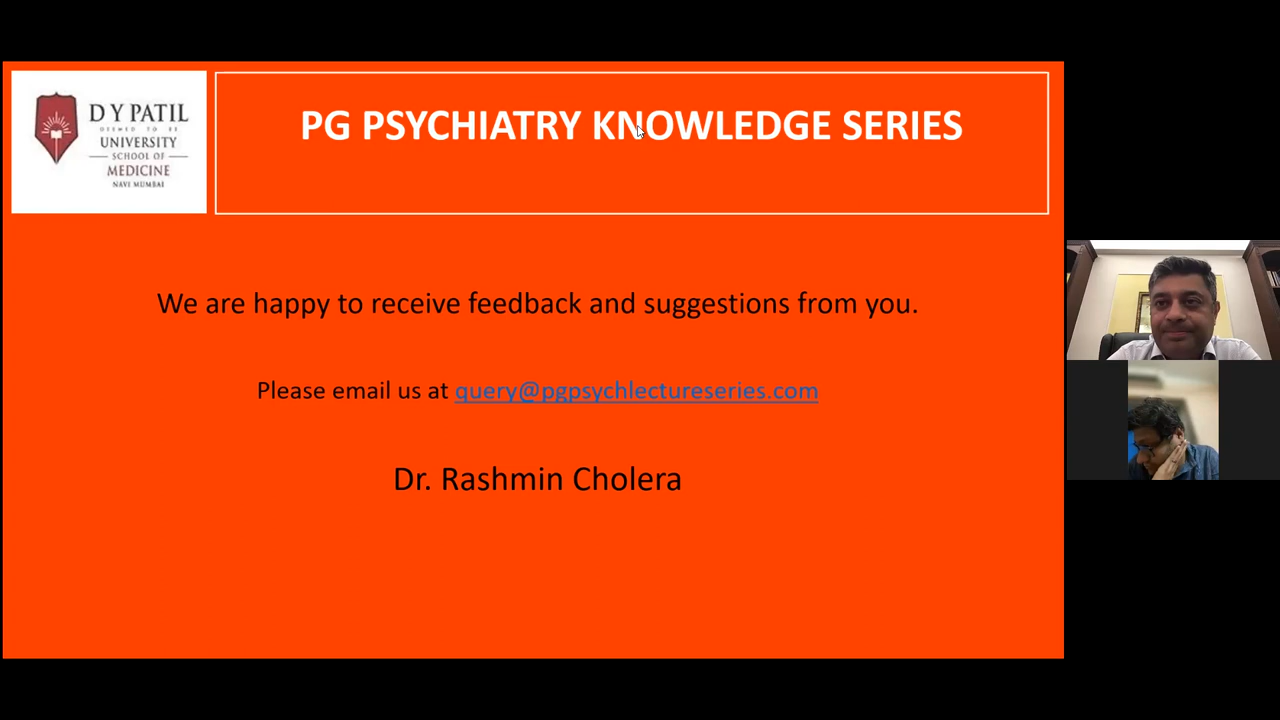 D Y PATIL
DEEMED TO BE
UNIVERSITY
SCHOOL OF
MEDICINE
NAVI MUMBAI
PG PSYCHIATRY KNOWLEDGE SERIES
We are happy to receive feedback and suggestions from you.
Please email us at query@pgpsychlectureseries.com
Dr. Rashmin Cholera